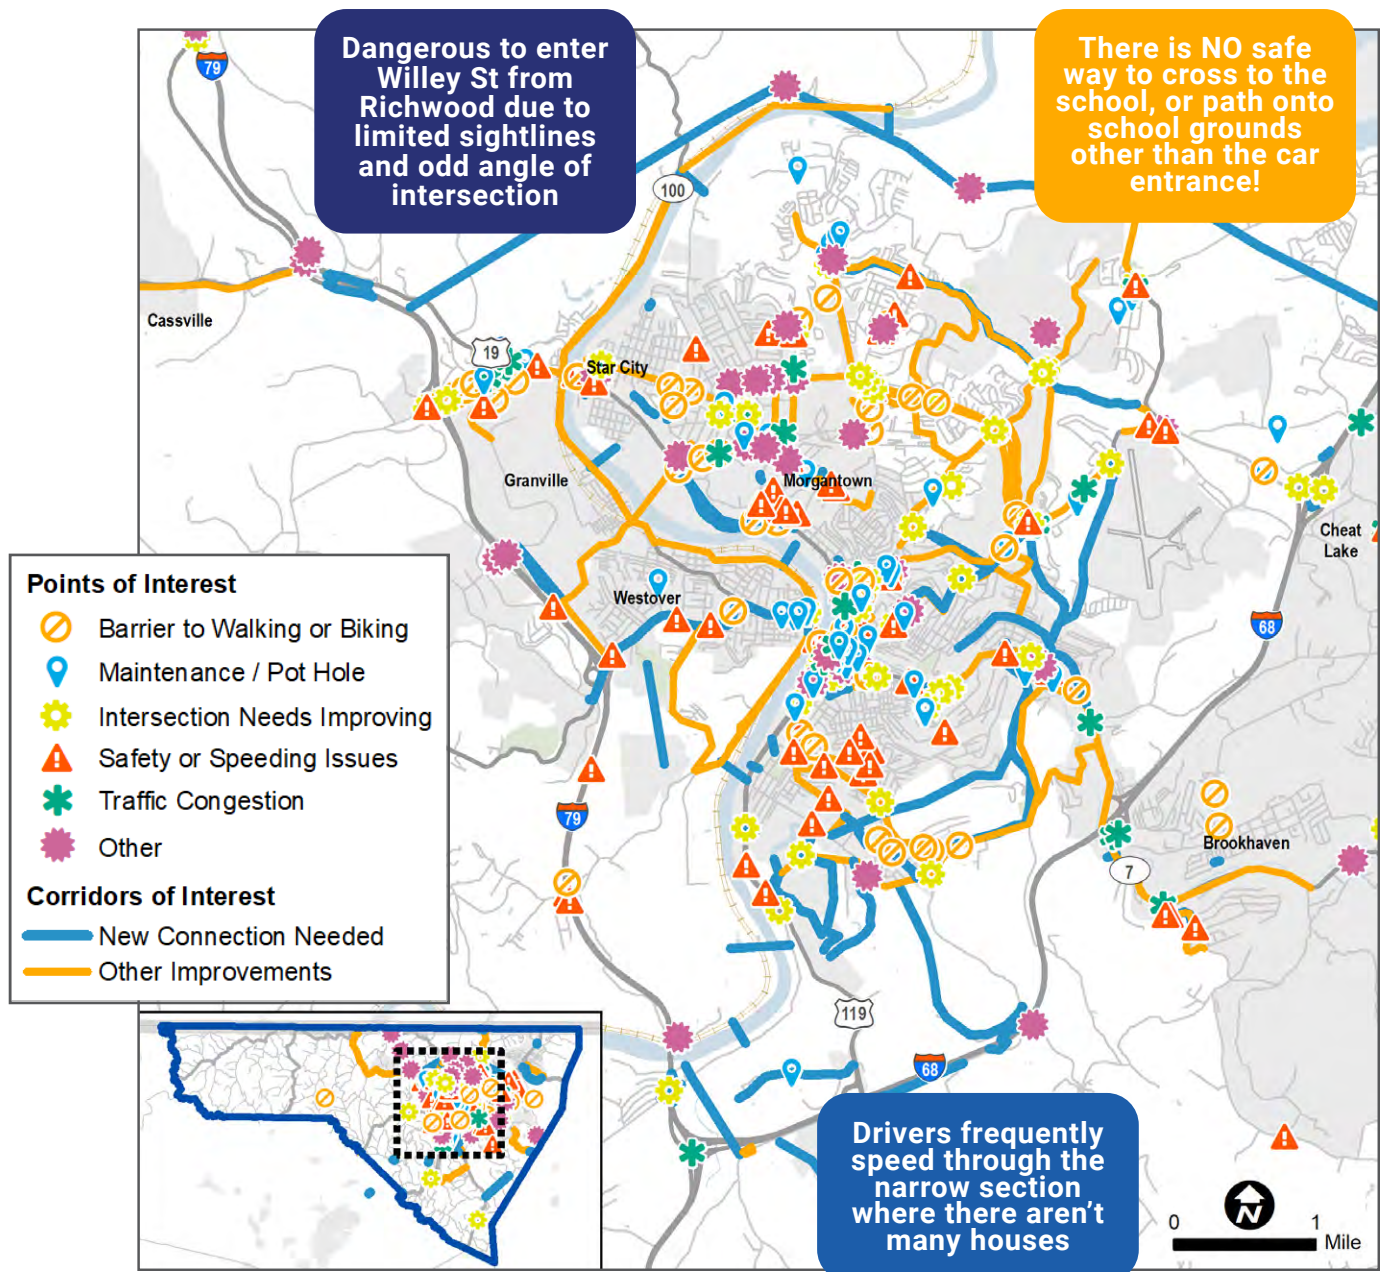 Dangerous to enter
Willey St from
Richwood due to
limited sightlines
and odd angle of
intersection
There is NO safe
way to cross to the
school, or path onto
school grounds
other than the car
entrance!
79
100
Cassville
19
Star City
Granville
Morgantown
Cheat
Lake
Westover
68
79
Brookhaven
7
119
68
Points of Interest
Barrier to Walking or Biking
Maintenance / Pot Hole
Intersection Needs Improving
Safety or Speeding Issues
Traffic Congestion
Other
Corridors of Interest
New Connection Needed
Other Improvements
Drivers frequently
speed through the
narrow section
where there aren't
many houses
N
0 1
Mile